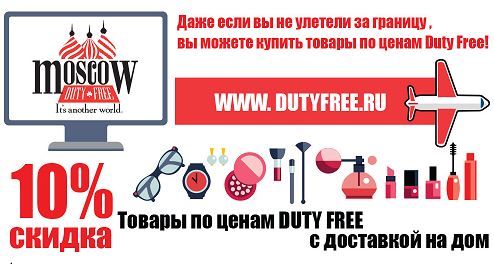 Даже если вы не улетели за границу ,
вы можете купить товары по ценам Duty Free!
moscow
DUTY FREE
It's another world.
WWW. DUTYFREE.RU
10%
скидка
Товары по ценам DUTY FREE
с доставкой на дом